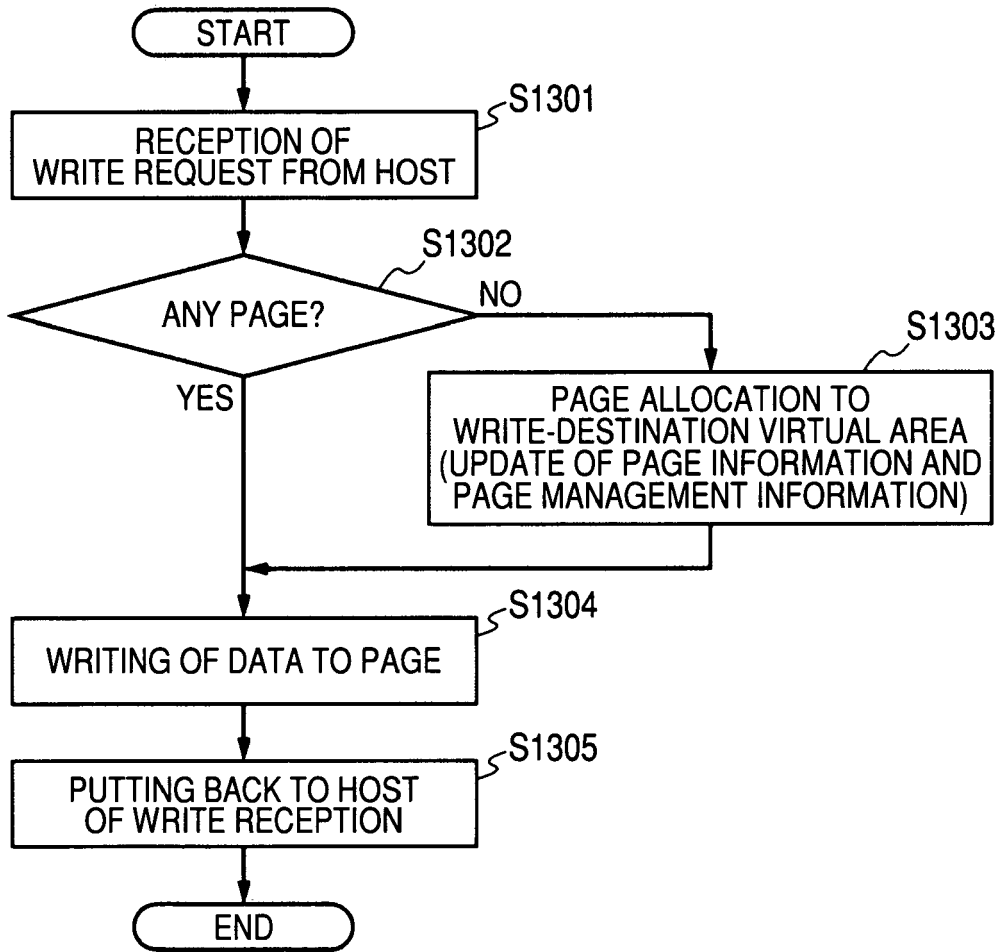 START
S1301
RECEPTION OF
WRITE REQUEST FROM HOST
S1302
ANY PAGE?
NO
YES
S1303
PAGE ALLOCATION TO
WRITE-DESTINATION VIRTUAL AREA
(UPDATE OF PAGE INFORMATION AND
PAGE MANAGEMENT INFORMATION)
S1304
WRITING OF DATA TO PAGE
S1305
PUTTING BACK TO HOST
OF WRITE RECEPTION
END